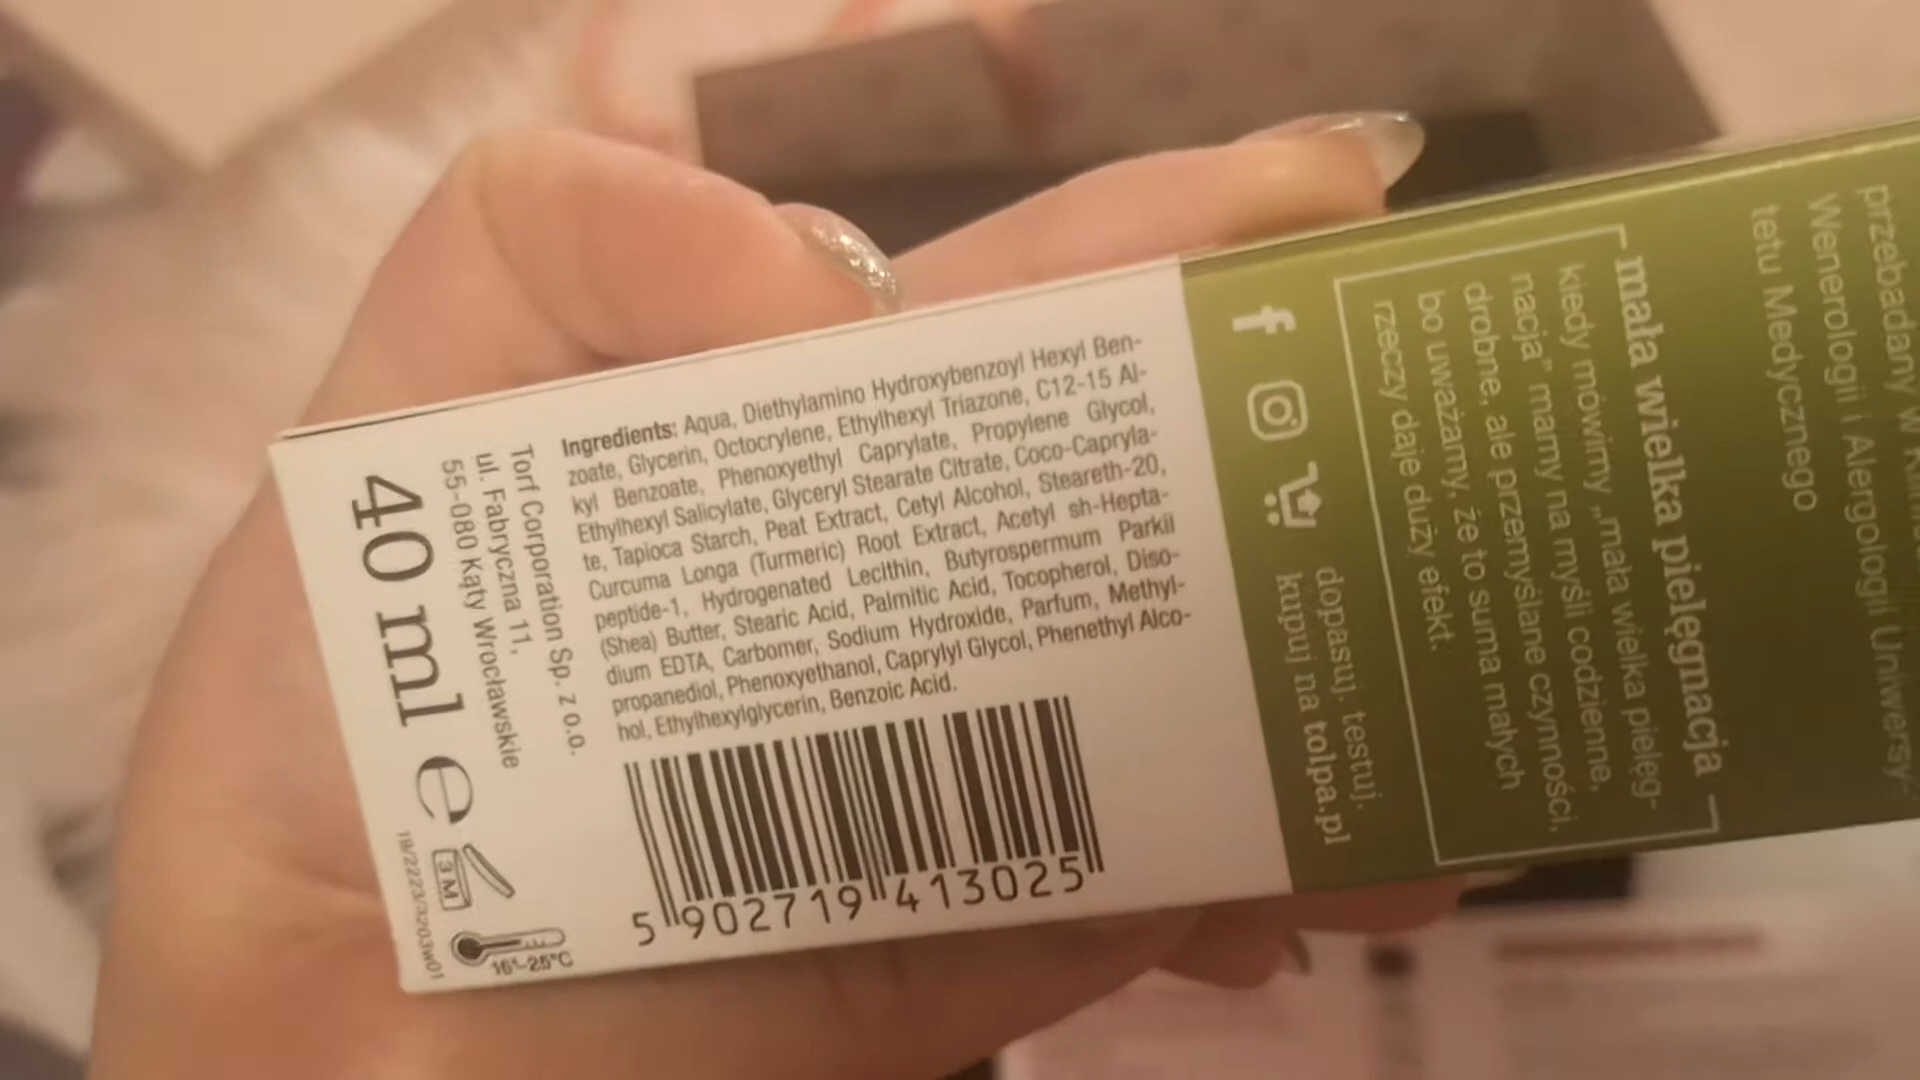 Ingredients: Aqua, Diethylamino Hydroxybenzoyl Hexyl Ben-
zoate, Glycerin, Octocrylene, Ethylhexyl Triazone, C12-15 Al-
kyl Benzoate, Phenoxyethyl Caprylate, Propylene Glycol,
Ethylhexyl Salicylate, Glyceryl Stearate Citrate, Coco-Capryla-
te, Tapioca Starch, Peat Extract, Cetyl Alcohol, Steareth-20,
Curcuma Longa (Turmeric) Root Extract, Acetyl sh-Hepta-
peptide-1, Hydrogenated Lecithin, Butyrospermum Parkii
(Shea) Butter, Stearic Acid, Palmitic Acid, Tocopherol, Diso-
dium EDTA, Carbomer, Sodium Hydroxide, Parfum, Methyl-
propanediol, Phenoxyethanol, Caprylyl Glycol, Phenethyl Alco-
hol, Ethylhexylglycerin, Benzoic Acid.
5 902719 413025
Torf Corporation Sp. z o.o.
ul. Fabryczna 11,
55-080 Kąty Wrocławskie
40 ml e
3 M
16°-25°C
przebadany w
Wenerologii i Alergologii Uniwersy-
tetu Medycznego
mała wielka pielęgnacja
kiedy mówimy „mała wielka pielęg-
nacja" mamy na myśli codzienne,
drobne, ale przemyślane czynności,
bo uważamy, że to suma małych
rzeczy daje duży efekt.
dopasuj. testuj.
kupuj na tolpa.pl